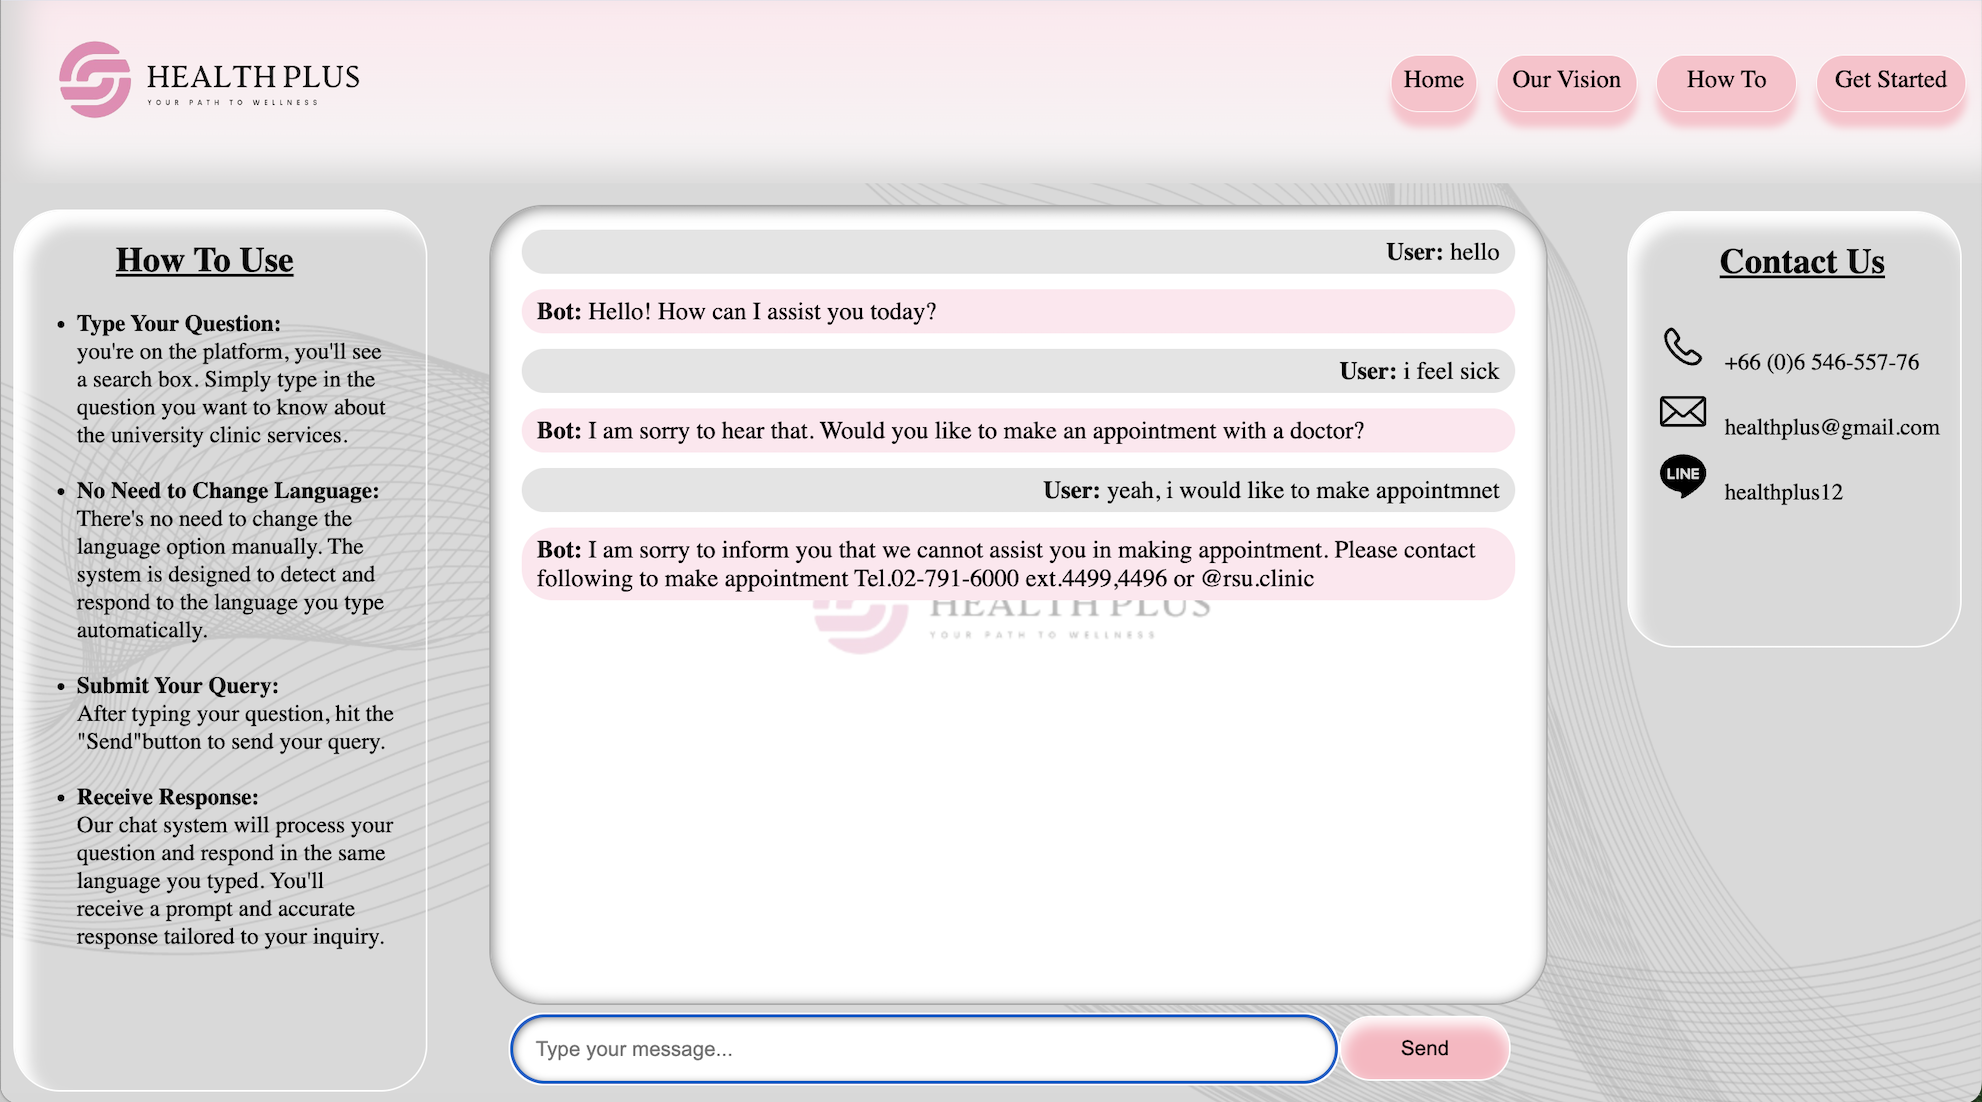 HEALTH PLUS
YOUR PATH TO WELLNESS
Home
Our Vision
How To
Get Started
How To Use
• Type Your Question:
you're on the platform, you'll see
a search box. Simply type in the
question you want to know about
the university clinic services.
• No Need to Change Language:
There's no need to change the
language option manually. The
system is designed to detect and
respond to the language you type
automatically.
• Submit Your Query:
After typing your question, hit the
"Send"button to send your query.
• Receive Response:
Our chat system will process your
question and respond in the same
language you typed. You'll
receive a prompt and accurate
response tailored to your inquiry.
User: hello
Bot: Hello! How can I assist you today?
User: i feel sick
Bot: I am sorry to hear that. Would you like to make an appointment with a doctor?
User: yeah, i would like to make appointmnet
Bot: I am sorry to inform you that we cannot assist you in making appointment. Please contact
following to make appointment Tel.02-791-6000 ext.4499,4496 or @rsu.clinic
HEALTH PLUS
YOUR PATH TO WELLNESS
Type your message...
Send
Contact Us
+66 (0)6 546-557-76
healthplus@gmail.com
LINE
healthplus12